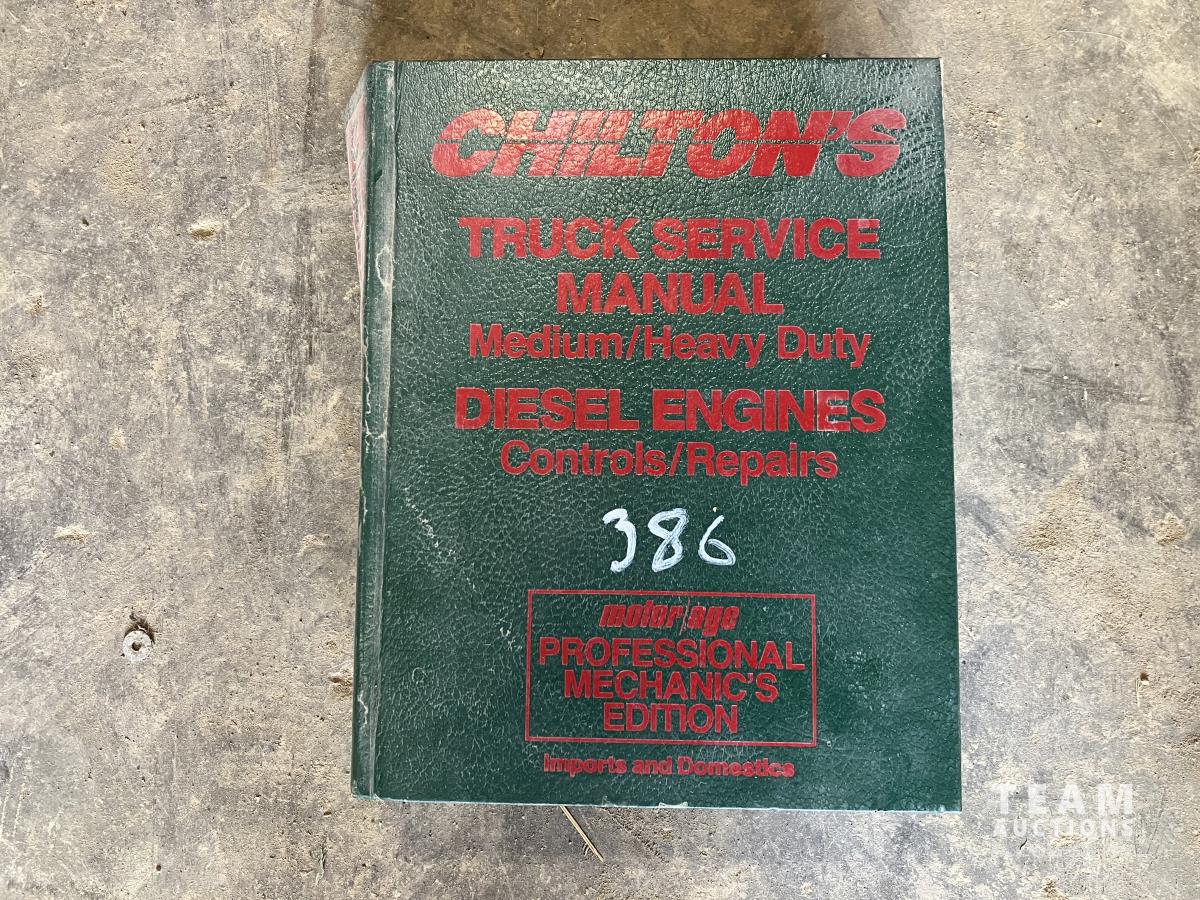 CHILTON'S
TRUCK SERVICE
MANUAL
Medium/Heavy Duty
DIESEL ENGINES
Controls/Repairs
386
motor/age
PROFESSIONAL
MECHANIC'S
EDITION
Imports and Domestics
TEAM
AUCTIONS